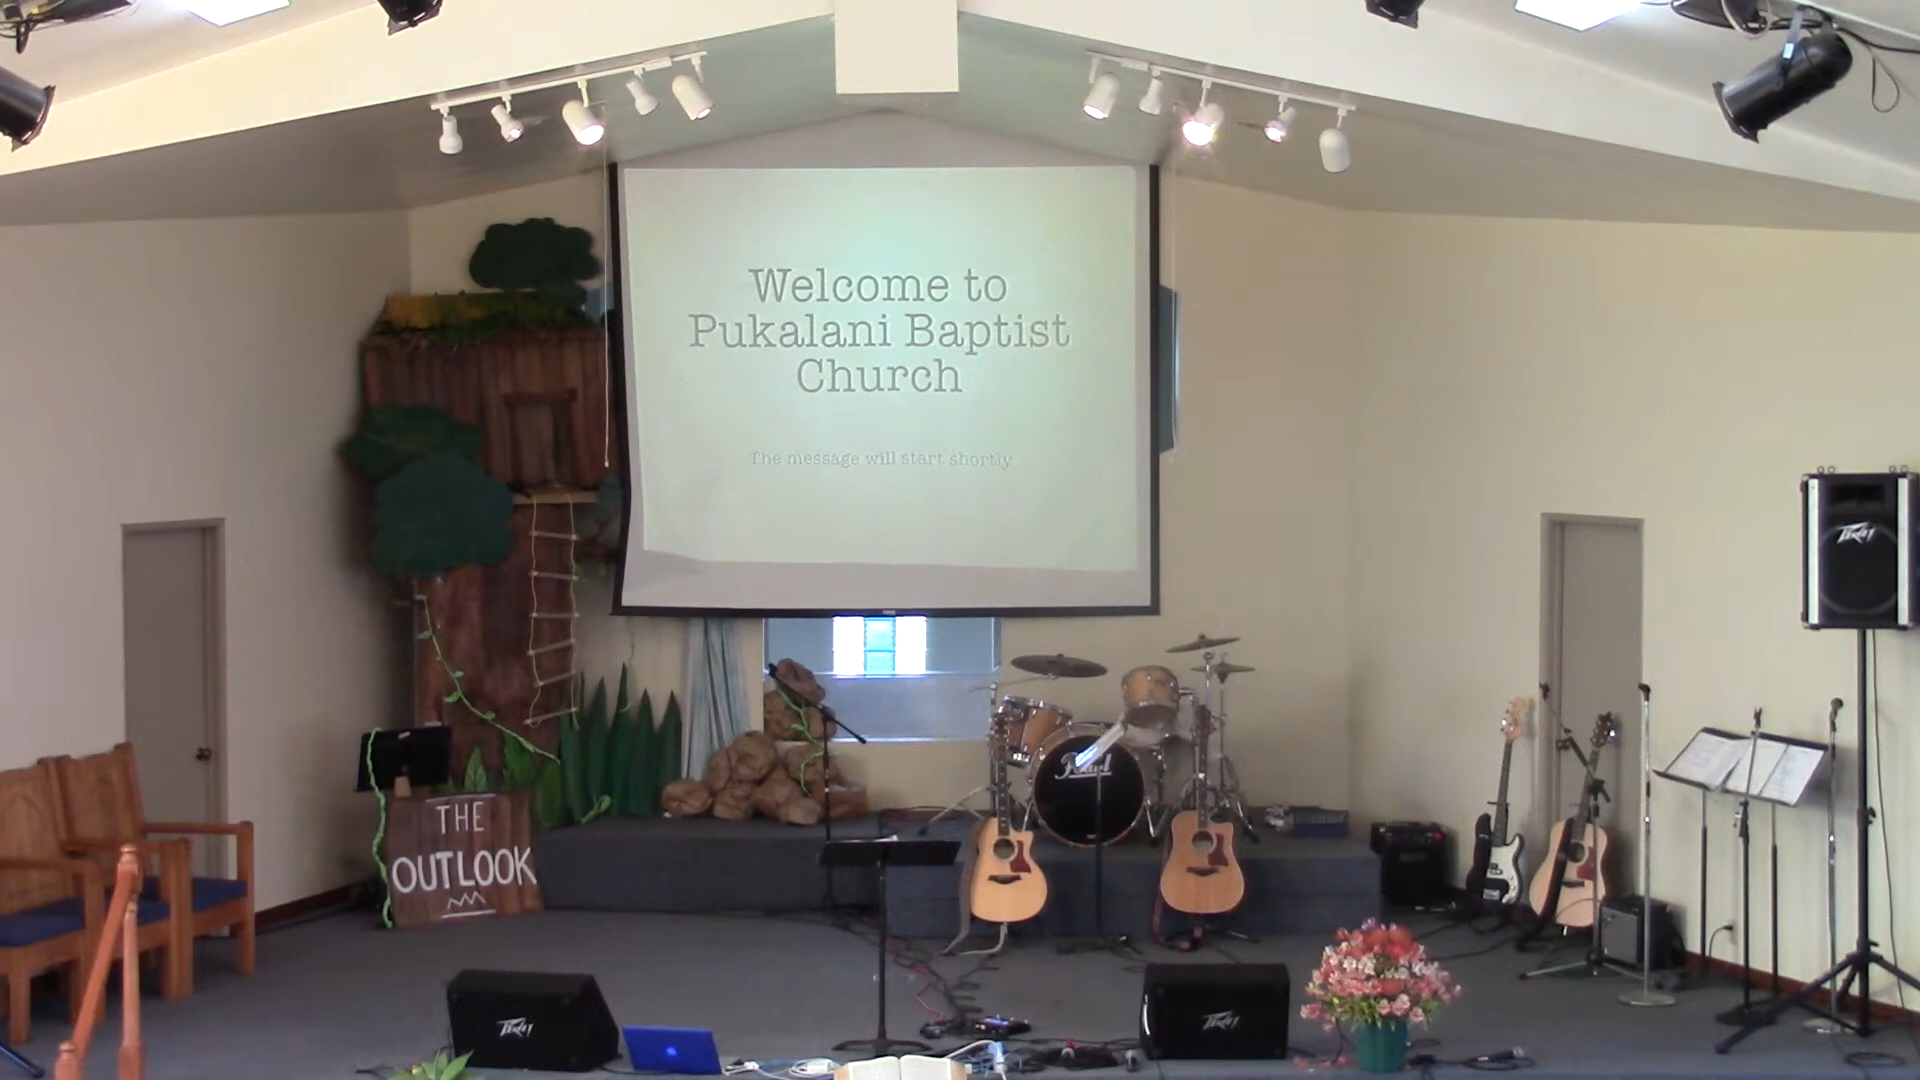 Welcome to
Pukalani Baptist
Church
The message will start shortly
PEAVEY
Pearl
THE
OUTLOOK
PEAVEY
PEAVEY